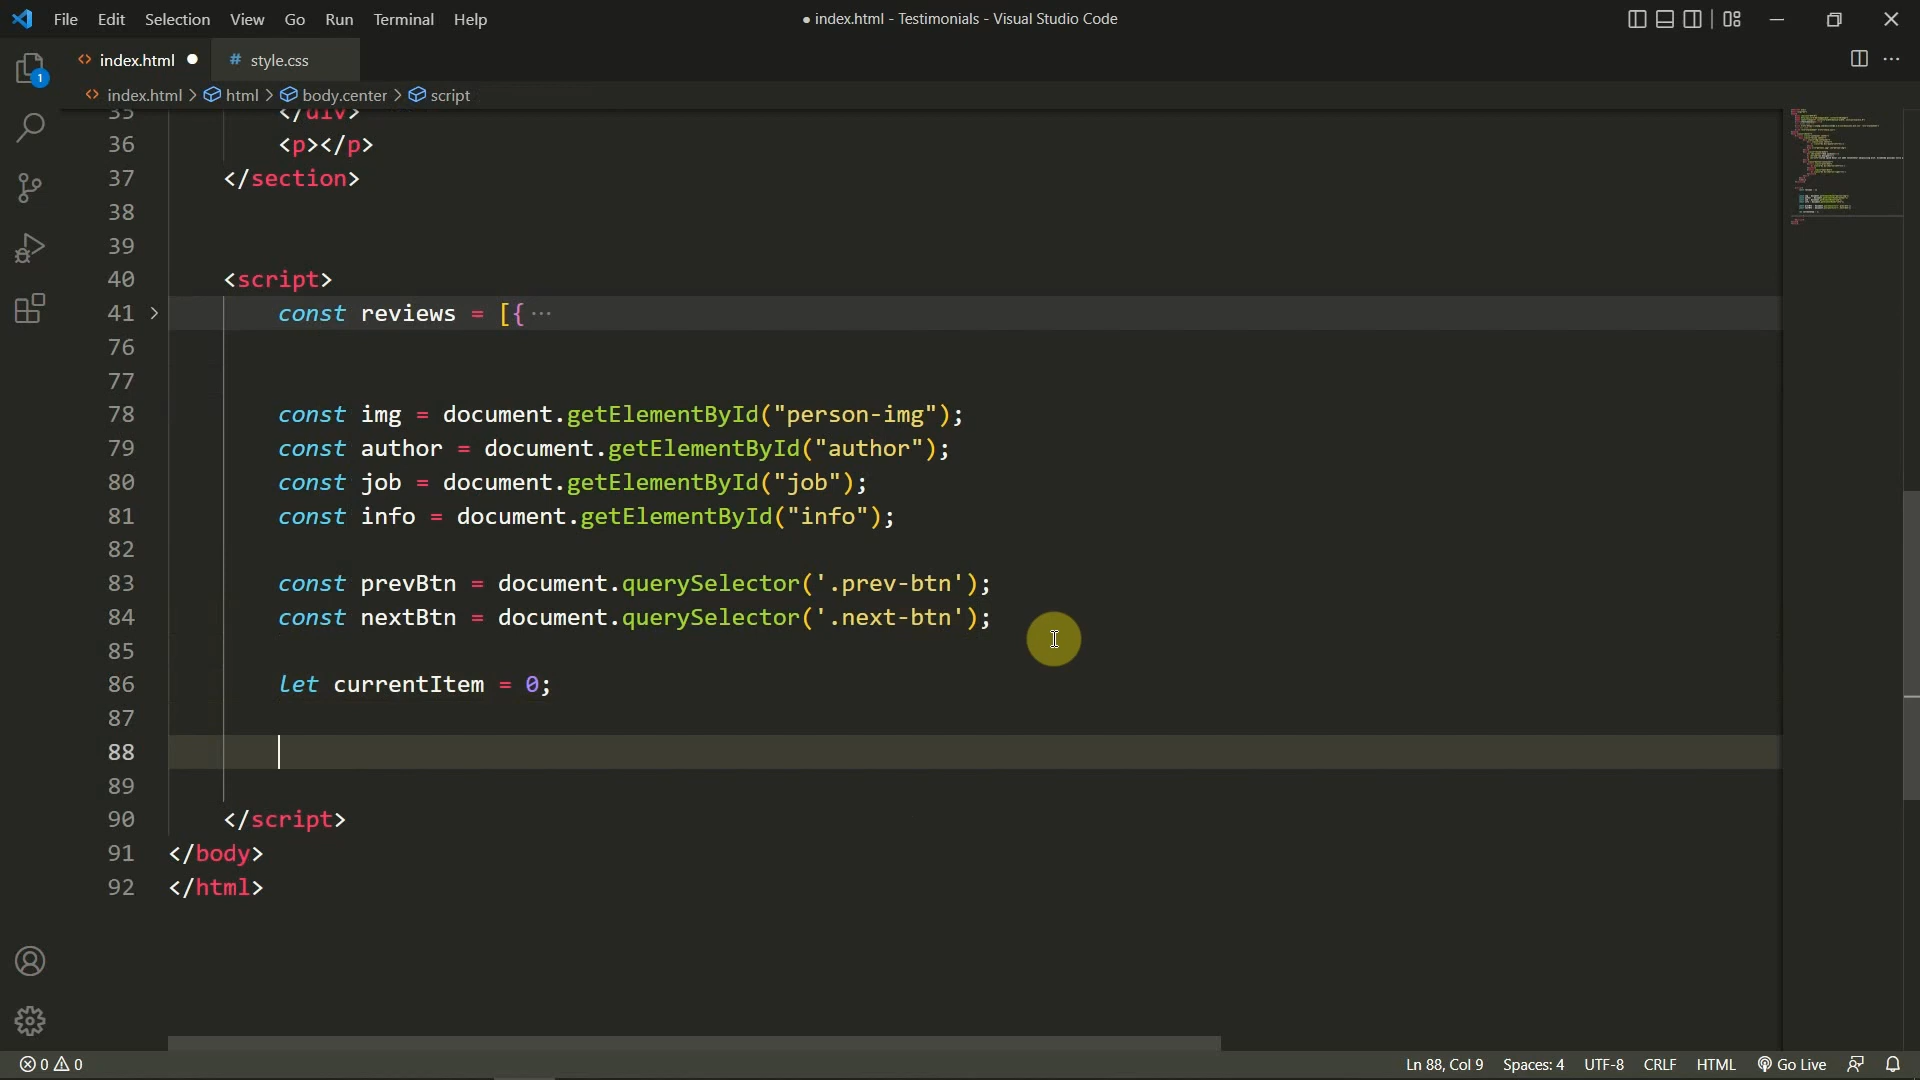 File Edit Selection View Go Run Terminal Help
● index.html - Testimonials - Visual Studio Code
index.html ● # style.css
index.html > html > body.center > script
1
35 </div>
36 <p></p>
37 </section>
38
39
40 <script>
41 const reviews = [{ ···
76
77
78 const img = document.getElementById("person-img");
79 const author = document.getElementById("author");
80 const job = document.getElementById("job");
81 const info = document.getElementById("info");
82
83 const prevBtn = document.querySelector('.prev-btn');
84 const nextBtn = document.querySelector('.next-btn');
85
86 let currentItem = 0;
87
88
89
90 </script>
91 </body>
92 </html>
0 0 Ln 88, Col 9 Spaces: 4 UTF-8 CRLF HTML Go Live